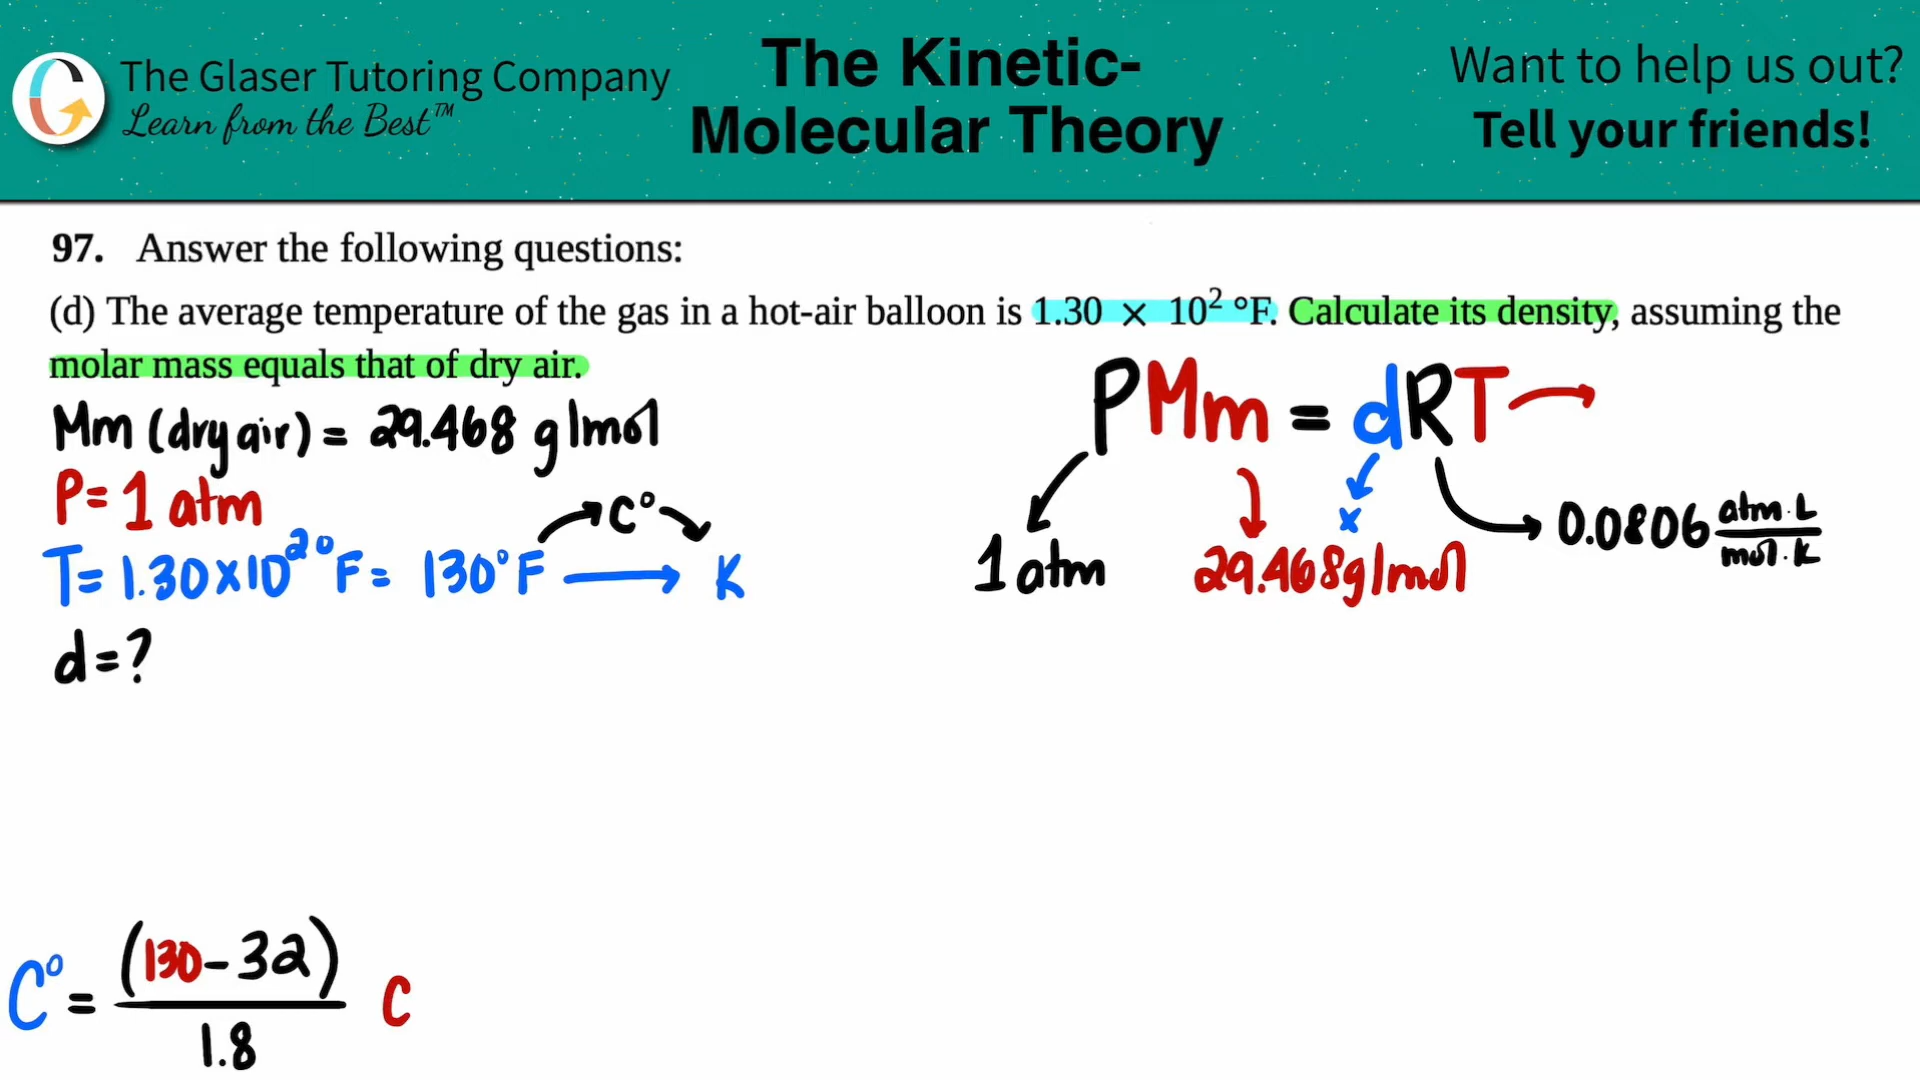 The Glaser Tutoring Company
Learn from the Best™
The Kinetic-
Molecular Theory
Want to help us out?
Tell your friends!
97. Answer the following questions:
(d) The average temperature of the gas in a hot-air balloon is 1.30 × 10² °F. Calculate its density, assuming the
molar mass equals that of dry air.
PMm = dRT
Mm (dry air) = 29.468 g/mol
P= 1 atm
T= 1.30x10²°F= 130°F → K
C°
d=?
1 atm
29.468g/mol
x
0.0806 atm·L
mol·K
C° = (130-32)
1.8
C